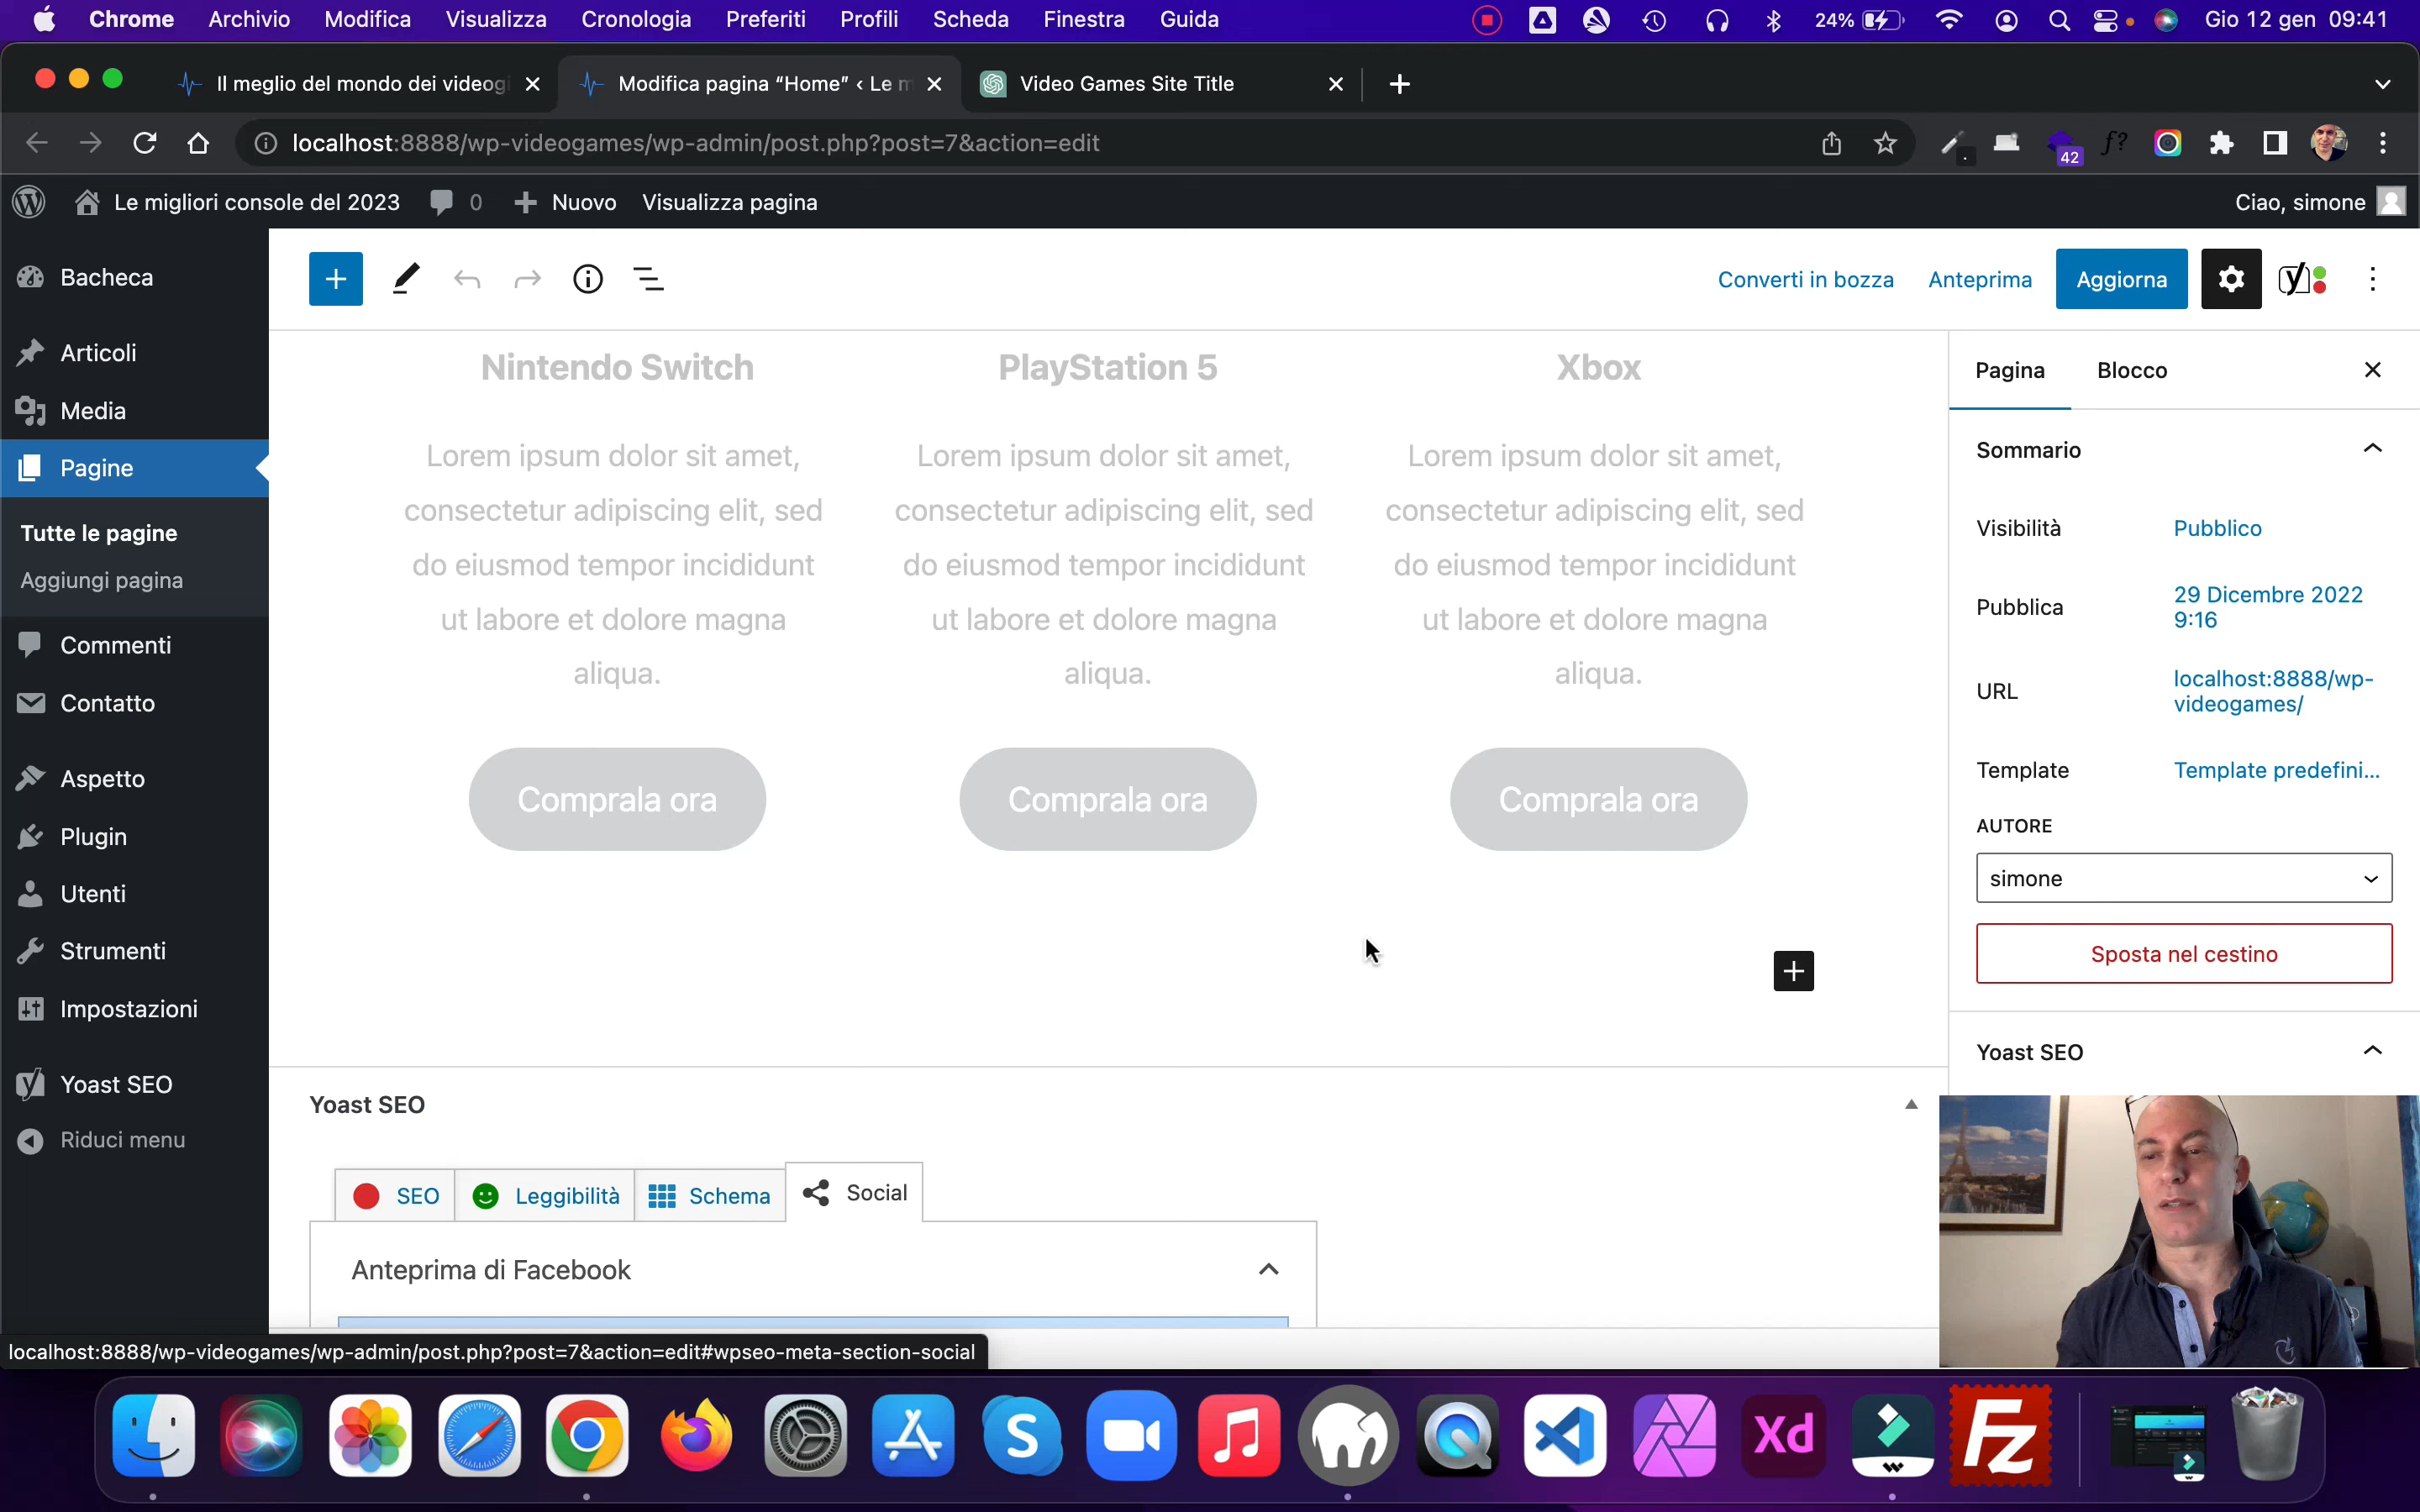 Chrome Archivio Modifica Visualizza Cronologia Preferiti Profili Scheda Finestra Guida 24% Gio 12 gen 09:41
Il meglio del mondo dei videogi
Modifica pagina “Home” ‹ Le m
Video Games Site Title
localhost:8888/wp-videogames/wp-admin/post.php?post=7&action=edit
f?
42
Le migliori console del 2023 0 Nuovo Visualizza pagina Ciao, simone
Bacheca
Articoli
Media
Pagine
Tutte le pagine
Aggiungi pagina
Commenti
Contatto
Aspetto
Plugin
Utenti
Strumenti
Impostazioni
Yoast SEO
Riduci menu
Converti in bozza Anteprima Aggiorna
Nintendo Switch
Lorem ipsum dolor sit amet,
consectetur adipiscing elit, sed
do eiusmod tempor incididunt
ut labore et dolore magna
aliqua.
Comprala ora
PlayStation 5
Lorem ipsum dolor sit amet,
consectetur adipiscing elit, sed
do eiusmod tempor incididunt
ut labore et dolore magna
aliqua.
Comprala ora
Xbox
Lorem ipsum dolor sit amet,
consectetur adipiscing elit, sed
do eiusmod tempor incididunt
ut labore et dolore magna
aliqua.
Comprala ora
Yoast SEO
SEO Leggibilità Schema Social
Anteprima di Facebook
Pagina Blocco
Sommario
Visibilità Pubblico
Pubblica 29 Dicembre 2022
9:16
URL localhost:8888/wp-
videogames/
Template Template predefini...
AUTORE
simone
Sposta nel cestino
Yoast SEO
localhost:8888/wp-videogames/wp-admin/post.php?post=7&action=edit#wpseo-meta-section-social
S
Xd
Fz